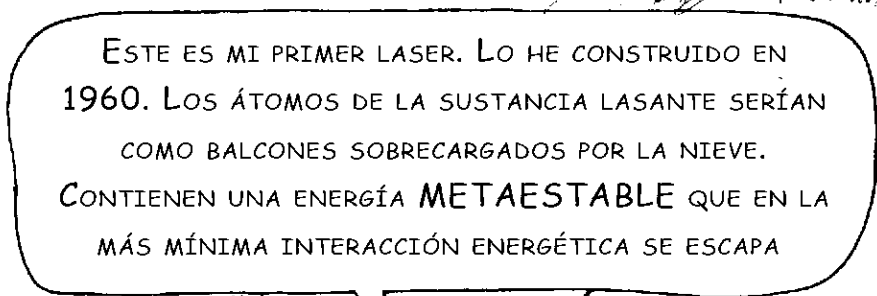 ESTE ES MI PRIMER LASER. LO HE CONSTRUIDO EN
1960. LOS ÁTOMOS DE LA SUSTANCIA LASANTE SERÍAN
COMO BALCONES SOBRECARGADOS POR LA NIEVE.
CONTIENEN UNA ENERGÍA METAESTABLE QUE EN LA
MÁS MÍNIMA INTERACCIÓN ENERGÉTICA SE ESCAPA